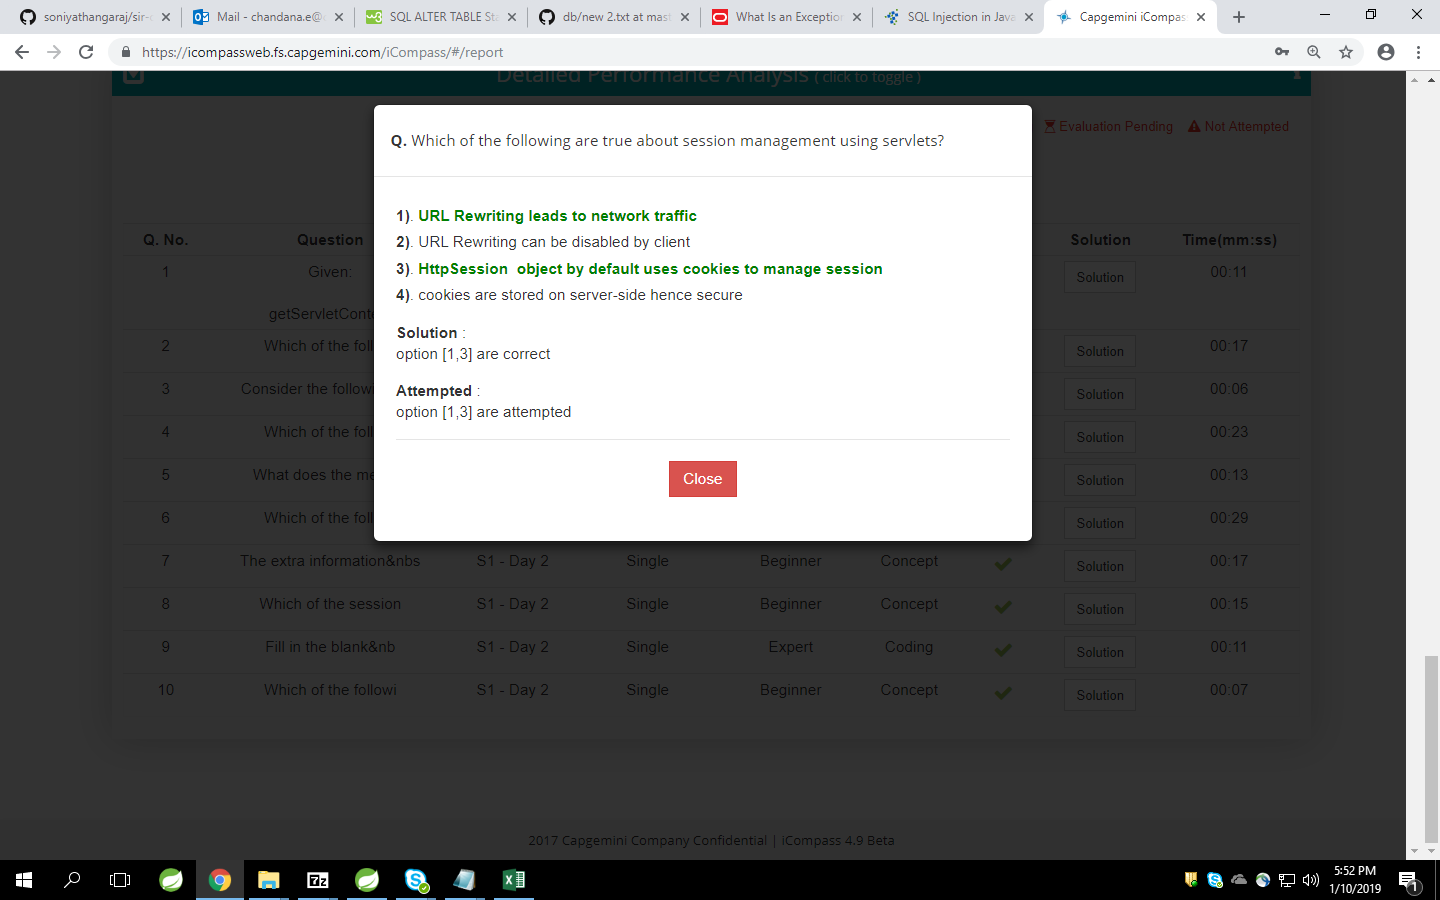 soniyathangaraj/sir-
Mail - chandana.e@
SQL ALTER TABLE Sta
db/new 2.txt at mast
What Is an Exception
SQL Injection in Java
Capgemini iCompas
https://icompassweb.fs.capgemini.com/iCompass/#/report
Detailed Performance Analysis ( click to toggle )
Evaluation Pending Not Attempted
Q. Which of the following are true about session management using servlets?
1). URL Rewriting leads to network traffic
2). URL Rewriting can be disabled by client
3). HttpSession  object by default uses cookies to manage session
4). cookies are stored on server-side hence secure
Solution :
option [1,3] are correct
Attempted :
option [1,3] are attempted
Close
Q. No. Question Solution Time(mm:ss)
1 Given: Solution 00:11
getServletConte
2 Which of the foll Solution 00:17
3 Consider the follow Solution 00:06
4 Which of the foll Solution 00:23
5 What does the me Solution 00:13
6 Which of the foll Solution 00:29
7 The extra information&nbs S1 - Day 2 Single Beginner Concept Solution 00:17
8 Which of the session S1 - Day 2 Single Beginner Concept Solution 00:15
9 Fill in the blank&nb S1 - Day 2 Single Expert Coding Solution 00:11
10 Which of the followi S1 - Day 2 Single Beginner Concept Solution 00:07
2017 Capgemini Company Confidential | iCompass 4.9 Beta
5:52 PM
1/10/2019
1